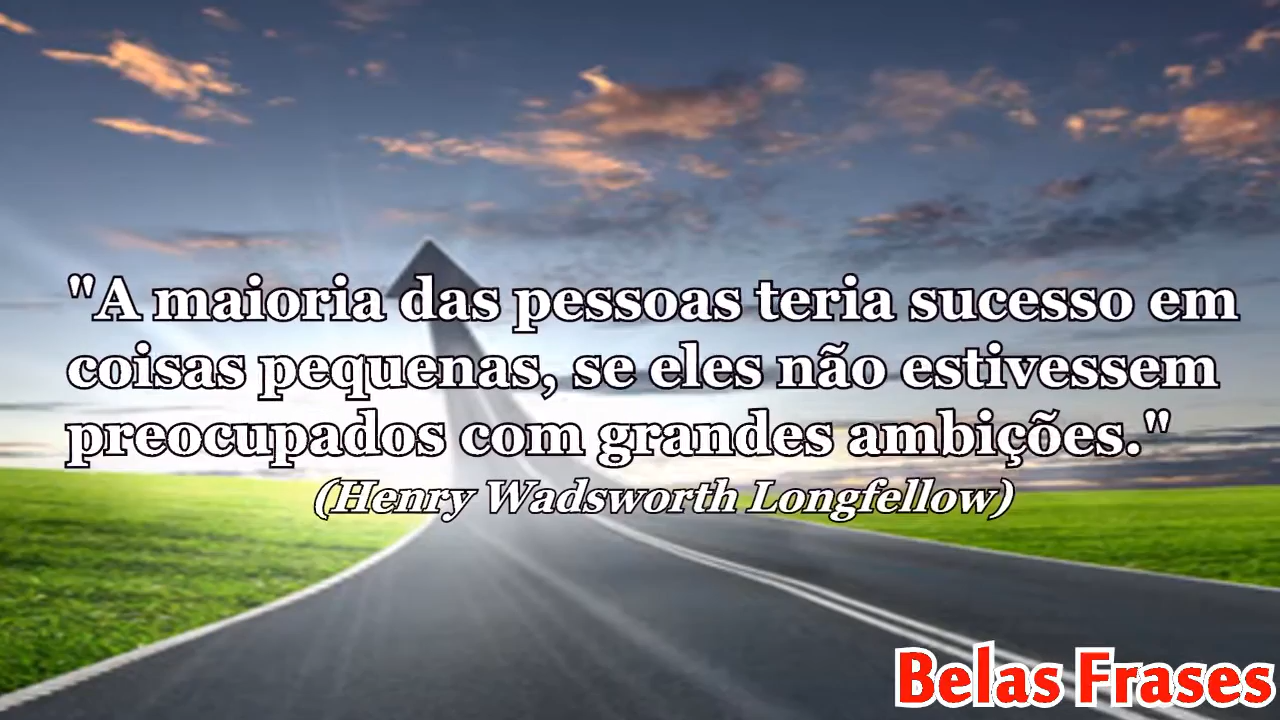 "A maioria das pessoas teria sucesso em
coisas pequenas, se eles não estivessem
preocupados com grandes ambições."
(Henry Wadsworth Longfellow)
Belas Frases